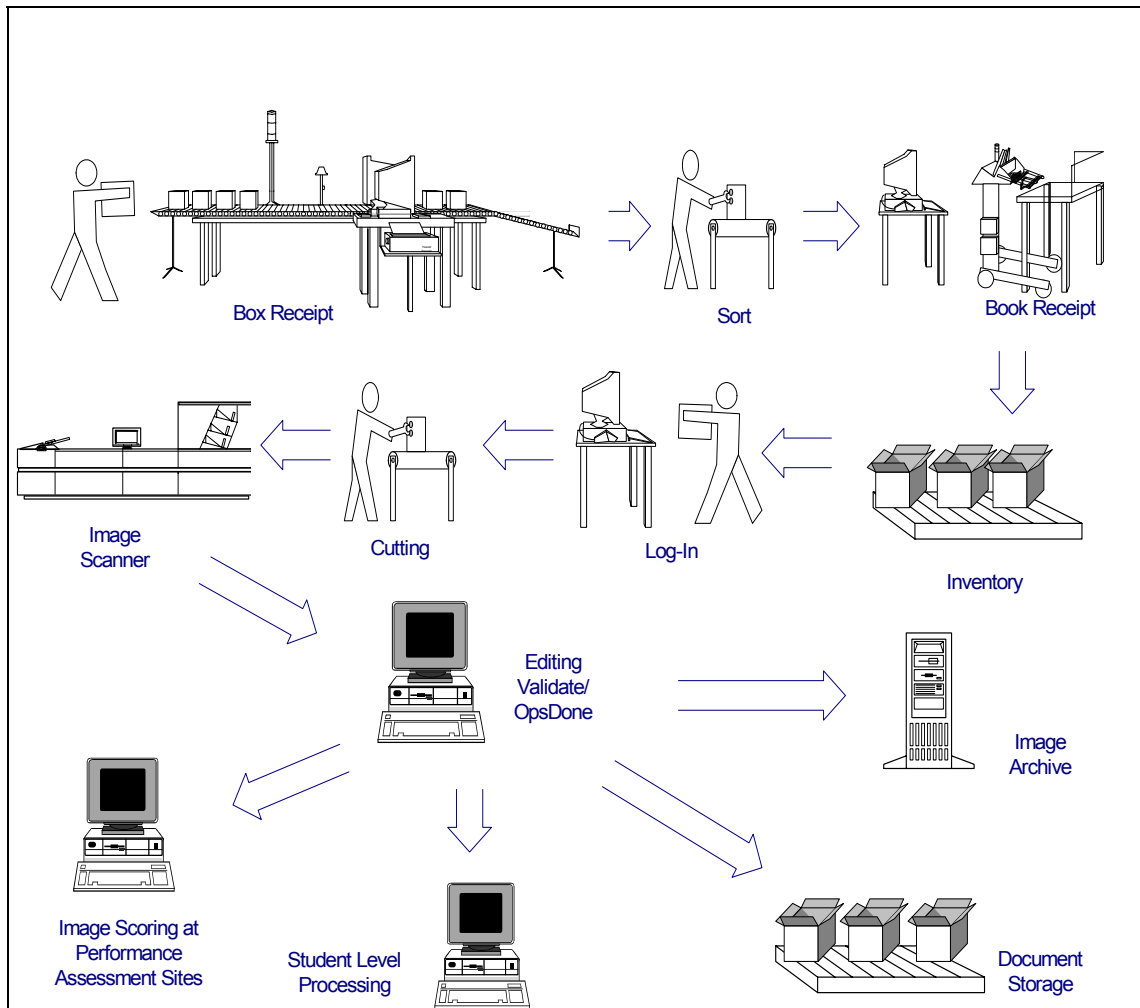 Box Receipt
Sort
Book Receipt
Image
Scanner
Cutting
Log-In
Inventory
Editing
Validate/
OpsDone
Image
Archive
Image Scoring at
Performance
Assessment Sites
Student Level
Processing
Document
Storage